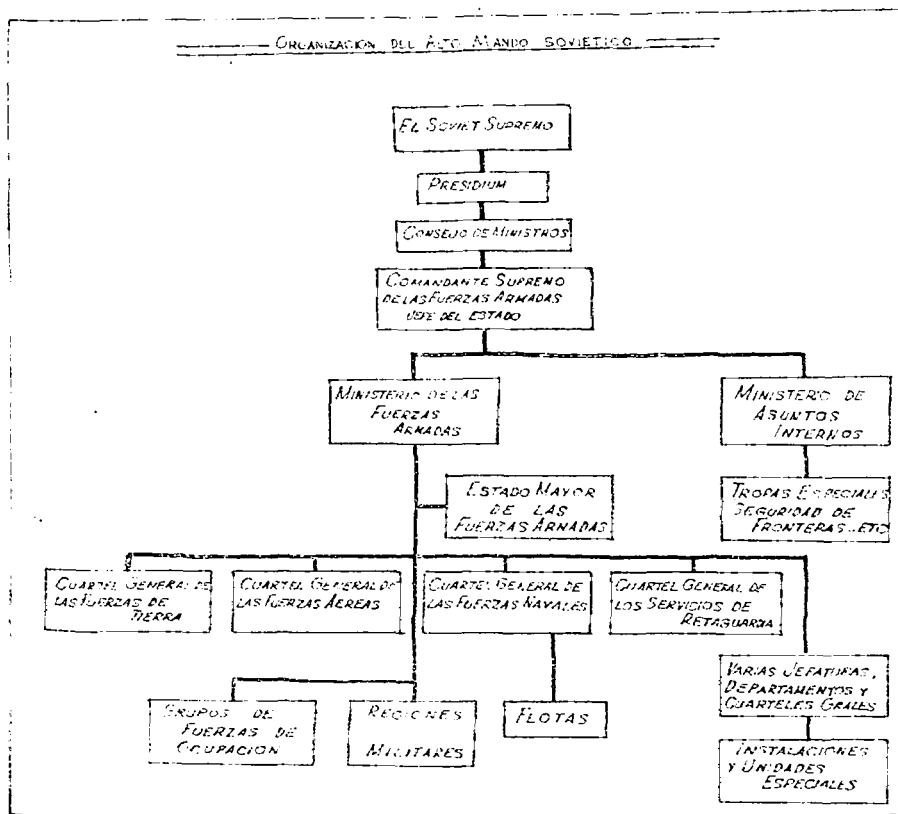 ORGANIZACION DEL ALTO MANDO SOVIETICO
EL SOVIET SUPREMO
PRESIDIUM
CONSEJO DE MINISTROS
COMANDANTE SUPREMO
DE LAS FUERZAS ARMADAS
JEFE DEL ESTADO
MINISTERIO DE LAS
FUERZAS
ARMADAS
MINISTERIO DE
ASUNTOS
INTERNOS
ESTADO MAYOR
DE LAS
FUERZAS ARMADAS
TROPAS ESPECIALES
SEGURIDAD DE
FRONTERAS, ETC
CUARTEL GENERAL DE
LAS FUERZAS DE
TIERRA
CUARTEL GENERAL DE
LAS FUERZAS AEREAS
CUARTEL GENERAL DE
LAS FUERZAS NAVALES
CUARTEL GENERAL DE
LOS SERVICIOS DE
RETAGUARDIA
VARIAS JEFATURAS,
DEPARTAMENTOS Y
CUARTELES GRALES
GRUPOS DE
FUERZAS DE
OCUPACION
REGIONES
MILITARES
FLOTAS
INSTALACIONES
Y UNIDADES
ESPECIALES